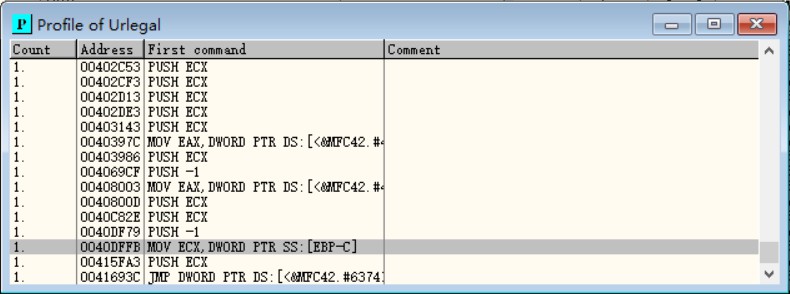 P Profile of Urlegal
Count Address First command Comment
1. 00402C53 PUSH ECX
1. 00402CF3 PUSH ECX
1. 00402D13 PUSH ECX
1. 00402DE3 PUSH ECX
1. 00403143 PUSH ECX
1. 0040397C MOV EAX,DWORD PTR DS:[<&MFC42.#4
1. 00403986 PUSH ECX
1. 004069CF PUSH -1
1. 00408003 MOV EAX,DWORD PTR DS:[<&MFC42.#4
1. 0040800D PUSH ECX
1. 0040C82E PUSH ECX
1. 0040DF79 PUSH -1
1. 0040DFFB MOV ECX,DWORD PTR SS:[EBP-C]
1. 00415FA3 PUSH ECX
1. 0041693C JMP DWORD PTR DS:[<&MFC42.#6374]